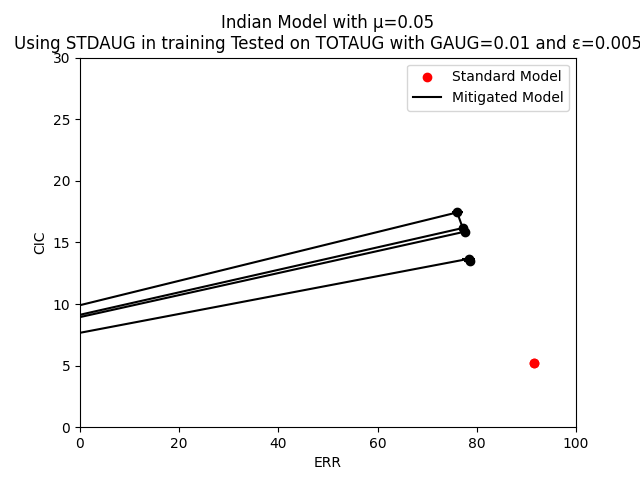 Indian Model with μ=0.05
Using STDAUG in training Tested on TOTAUG with GAUG=0.01 and ε=0.005
30
25
20
15
10
5
0
CIC
Standard Model
Mitigated Model
0 20 40 60 80 100
ERR